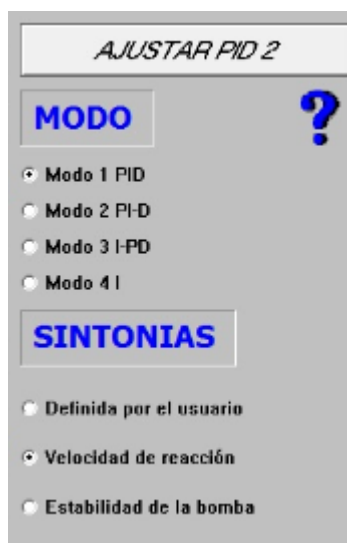 AJUSTAR PID 2
MODO
?
Modo 1 PID
Modo 2 PI-D
Modo 3 I-PD
Modo 4 I
SINTONIAS
Definida por el usuario
Velocidad de reacción
Estabilidad de la bomba